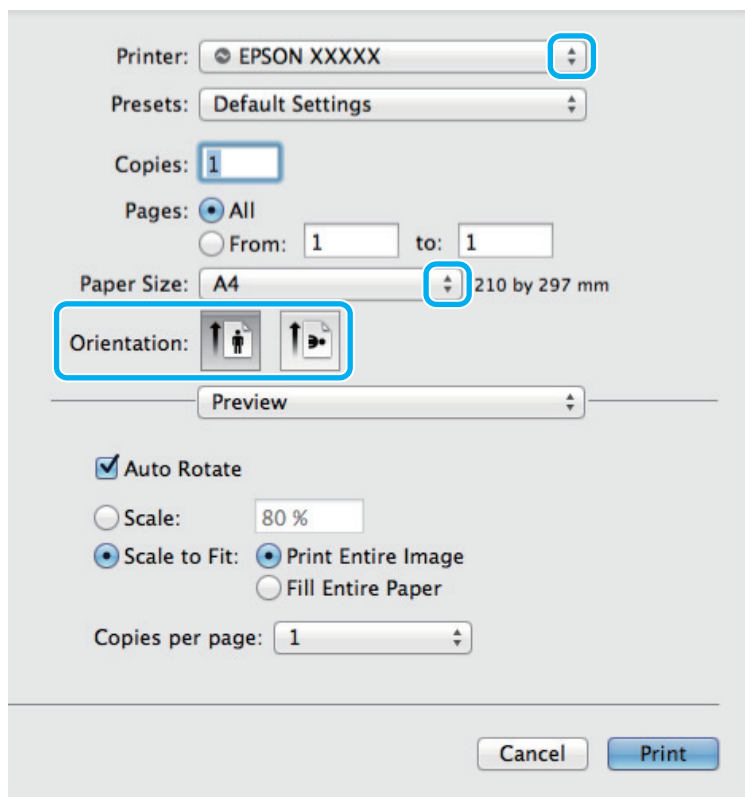 Printer: EPSON XXXXX
Presets: Default Settings
Copies: 1
Pages: All
From: 1 to: 1
Paper Size: A4 210 by 297 mm
Orientation:
Preview
Auto Rotate
Scale: 80 %
Scale to Fit: Print Entire Image
Fill Entire Paper
Copies per page: 1
Cancel Print